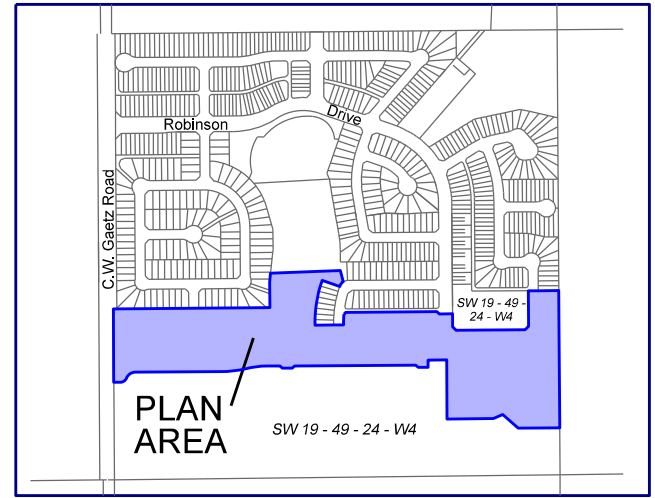 Robinson
Drive
C.W. Gaetz Road
SW 19 - 49 -
24 - W4
PLAN
AREA
SW 19 - 49 - 24 - W4